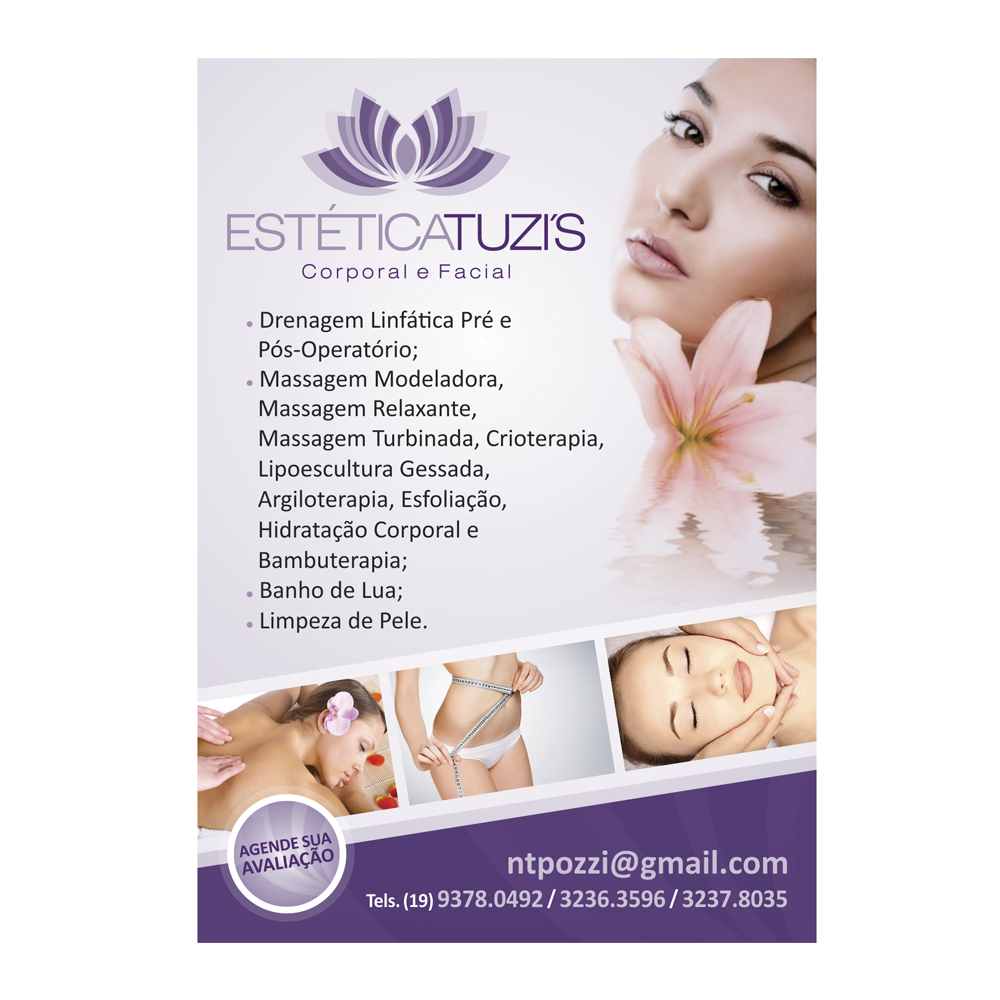 ESTÉTICATUZI'S
Corporal e Facial
• Drenagem Linfática Pré e
Pós-Operatório;
• Massagem Modeladora,
Massagem Relaxante,
Massagem Turbinada, Crioterapia,
Lipoescultura Gessada,
Argiloterapia, Esfoliação,
Hidratação Corporal e
Bambuterapia;
• Banho de Lua;
• Limpeza de Pele.
AGENDE SUA
AVALIAÇÃO
ntpozzi@gmail.com
Tels. (19) 9378.0492 / 3236.3596 / 3237.8035